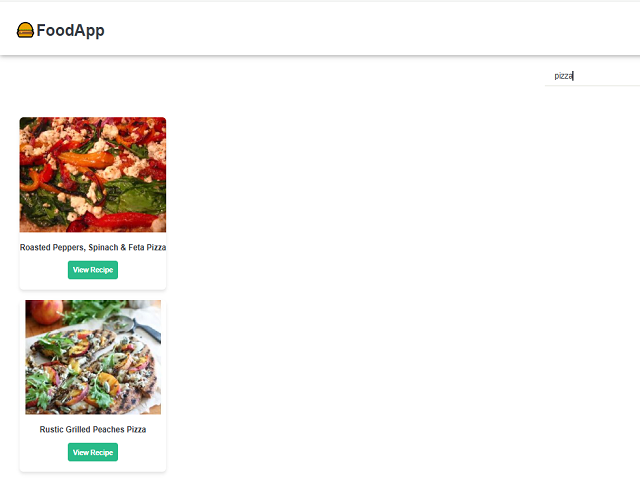 FoodApp
pizza
Roasted Peppers, Spinach & Feta Pizza
View Recipe
Rustic Grilled Peaches Pizza
View Recipe